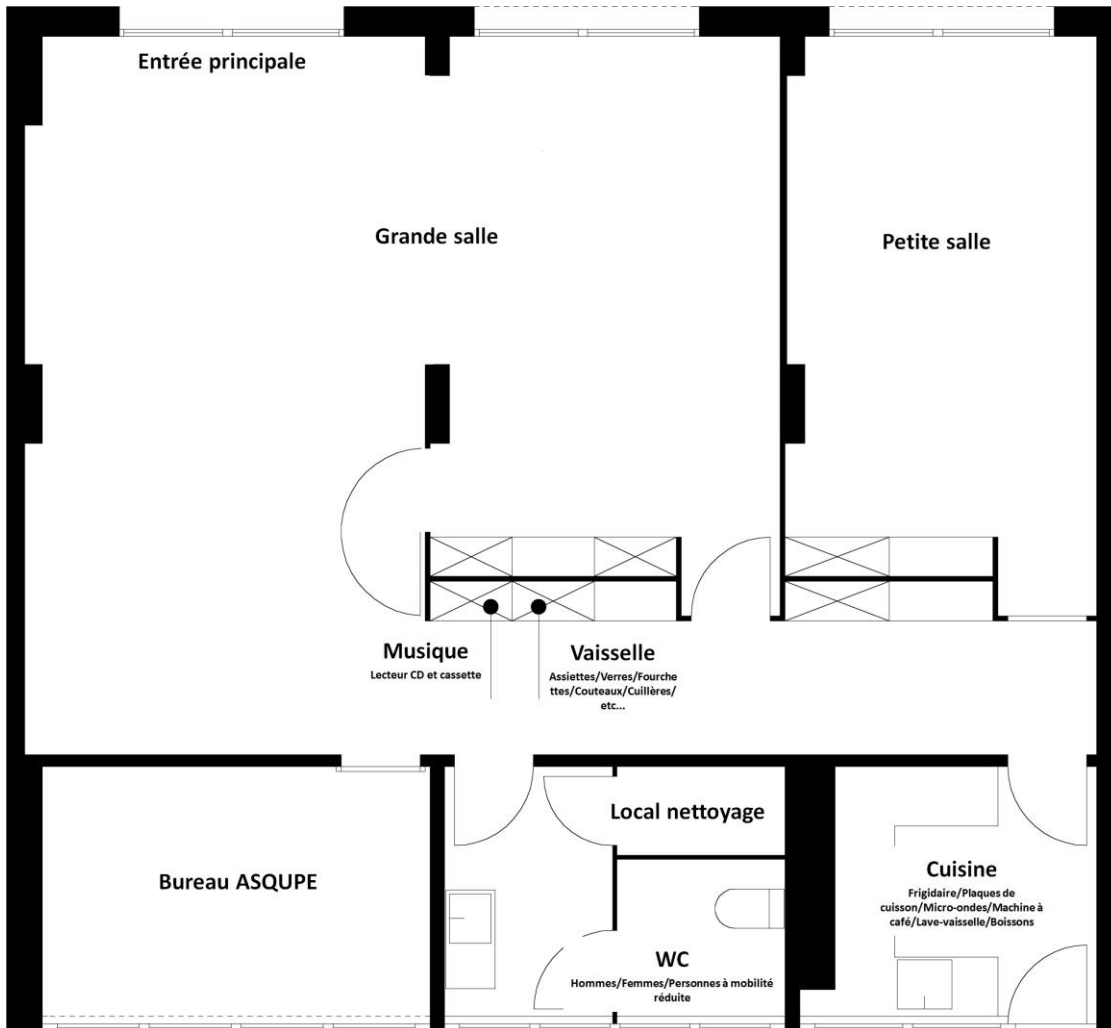 Entrée principale
Grande salle
Petite salle
Musique
Lecteur CD et cassette
Vaisselle
Assiettes/Verres/Fourche
ttes/Couteaux/Cuillères/
etc...
Local nettoyage
Bureau ASQUPE
Cuisine
Frigidaire/Plaques de
cuisson/Micro-ondes/Machine à
café/Lave-vaisselle/Boissons
WC
Hommes/Femmes/Personnes à mobilité
réduite